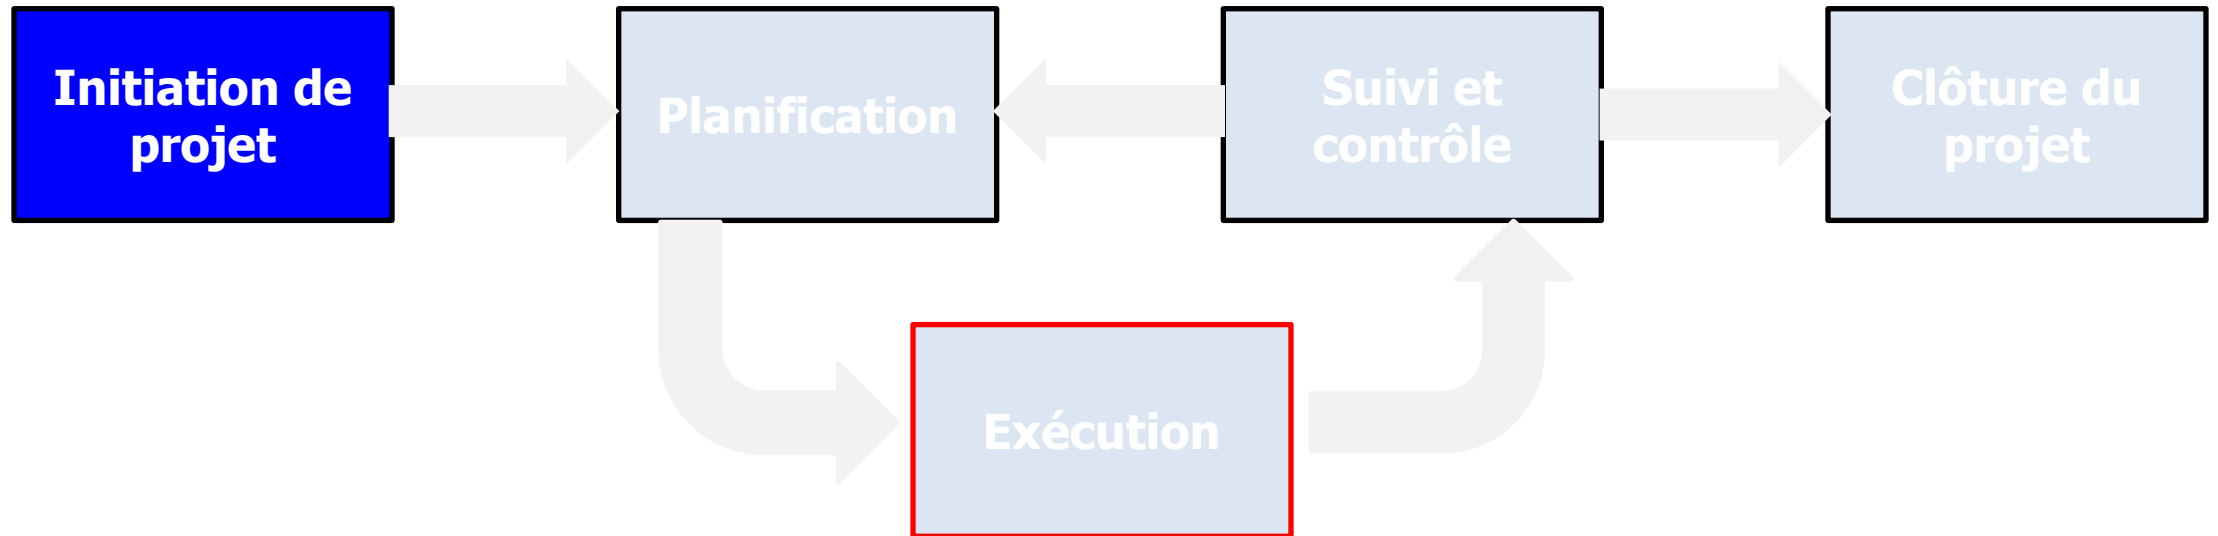 Initiation de
projet
Planification
Suivi et
contrôle
Clôture du
projet
Exécution